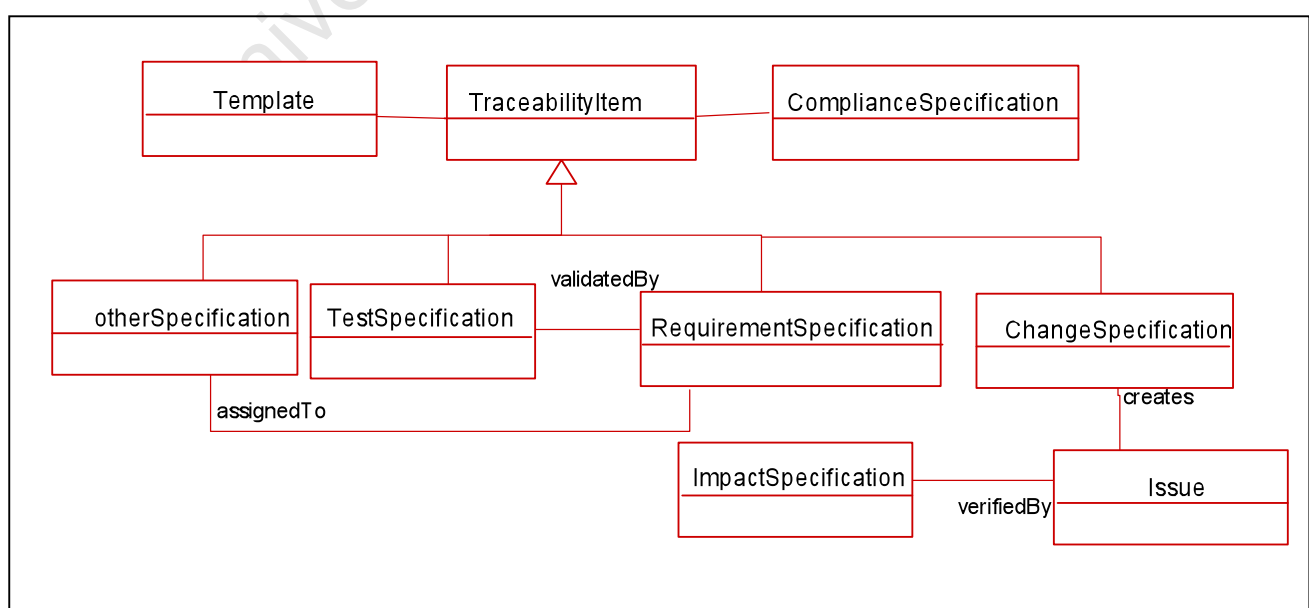 Template
TraceabilityItem
ComplianceSpecification
validatedBy
otherSpecification
TestSpecification
RequirementSpecification
ChangeSpecification
assignedTo
creates
ImpactSpecification
Issue
verifiedBy